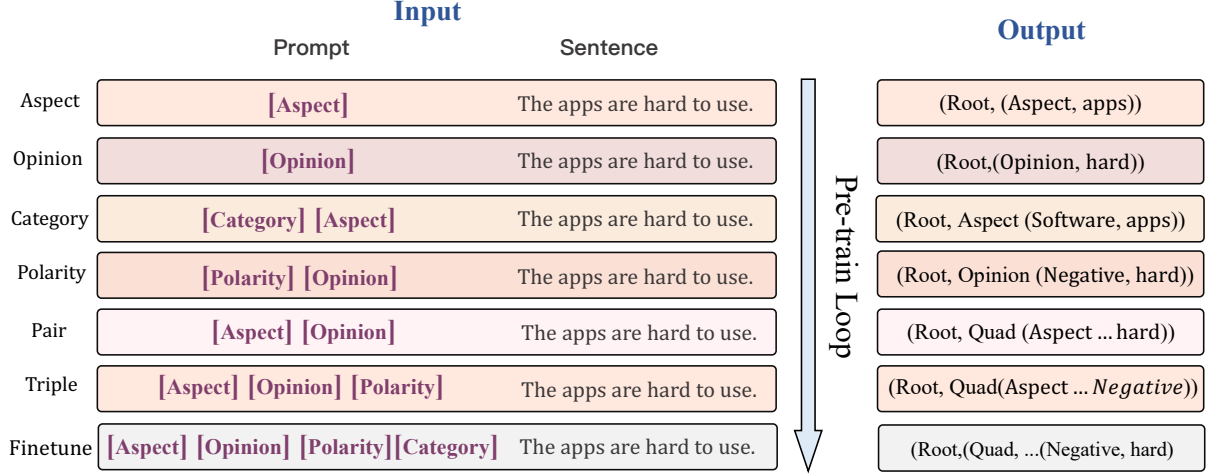 Input
Output
Prompt Sentence
Aspect [Aspect] The apps are hard to use. (Root, (Aspect, apps))
Opinion [Opinion] The apps are hard to use. (Root,(Opinion, hard))
Category [Category] [Aspect] The apps are hard to use. (Root, Aspect (Software, apps))
Polarity [Polarity] [Opinion] The apps are hard to use. (Root, Opinion (Negative, hard))
Pair [Aspect] [Opinion] The apps are hard to use. (Root, Quad (Aspect ... hard))
Triple [Aspect] [Opinion] [Polarity] The apps are hard to use. (Root, Quad(Aspect ... Negative))
Finetune [Aspect] [Opinion] [Polarity][Category] The apps are hard to use. (Root,(Quad, ...(Negative, hard)
Pre-train Loop